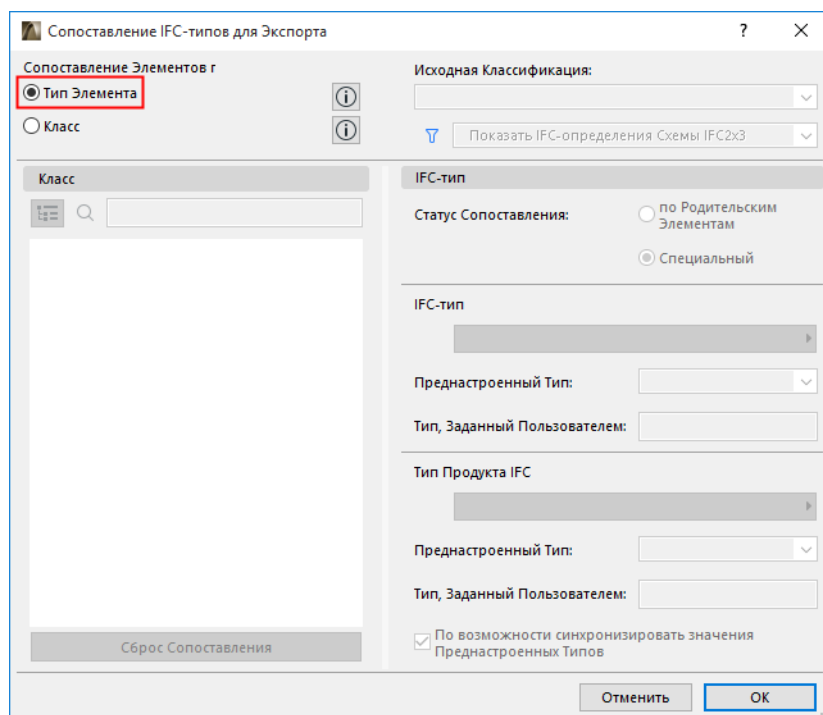 Сопоставление IFC-типов для Экспорта
?
Сопоставление Элементов г
Тип Элемента
Класс
Исходная Классификация:
Показать IFC-определения Схемы IFC2x3
Класс
IFC-тип
Статус Сопоставления:
по Родительским
Элементам
Специальный
IFC-тип
Преднастроенный Тип:
Тип, Заданный Пользователем:
Тип Продукта IFC
Преднастроенный Тип:
Тип, Заданный Пользователем:
По возможности синхронизировать значения
Преднастроенных Типов
Сброс Сопоставления
Отменить
OK